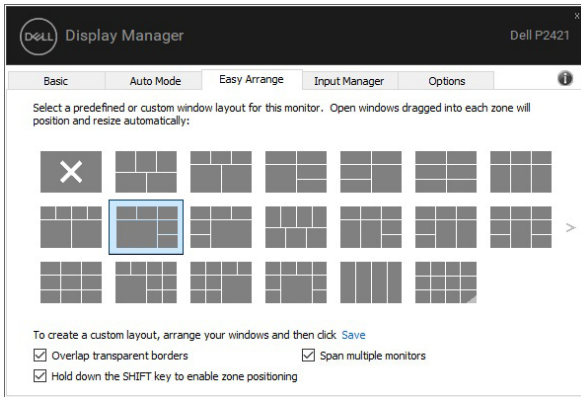 DELL Display Manager
Dell P2421
Basic
Auto Mode
Easy Arrange
Input Manager
Options
Select a predefined or custom window layout for this monitor. Open windows dragged into each zone will
position and resize automatically:
To create a custom layout, arrange your windows and then click Save
Overlap transparent borders
Span multiple monitors
Hold down the SHIFT key to enable zone positioning